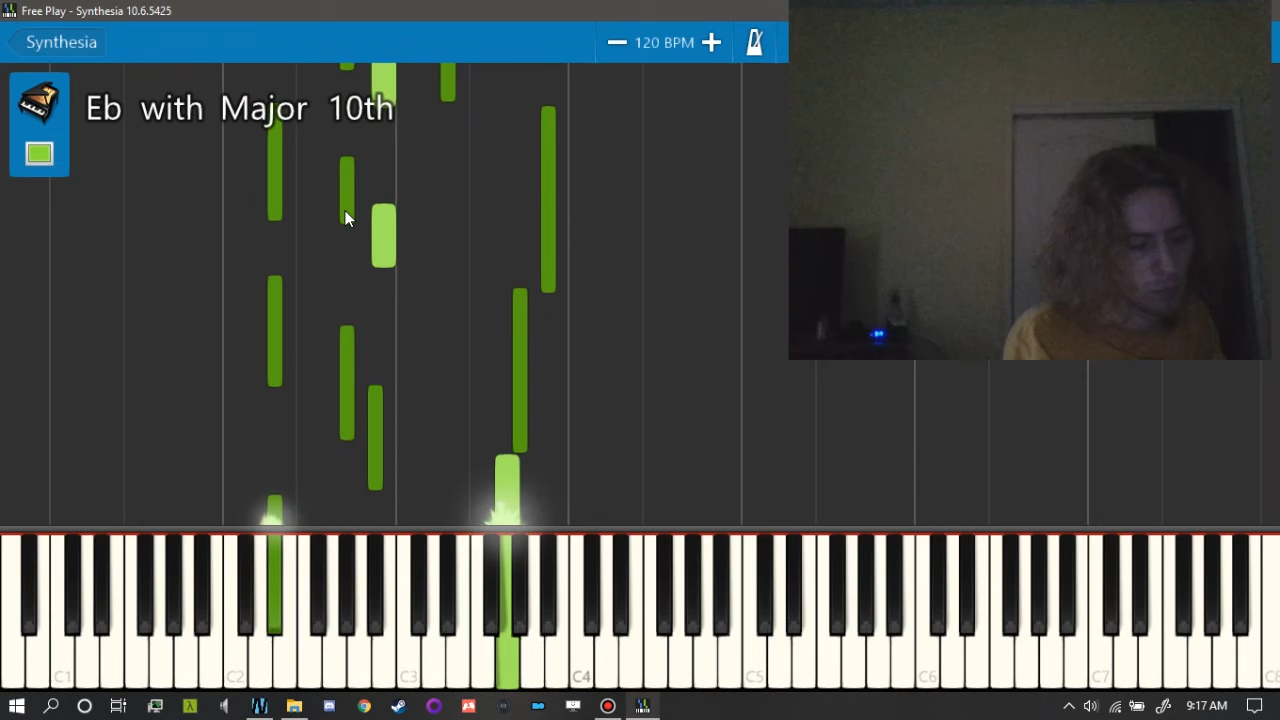 Free Play - Synthesia 10.6.5425
Synthesia
120 BPM
Eb with Major 10th
C1 C2 C3 C4 C5 C6 C7 C8
9:17 AM